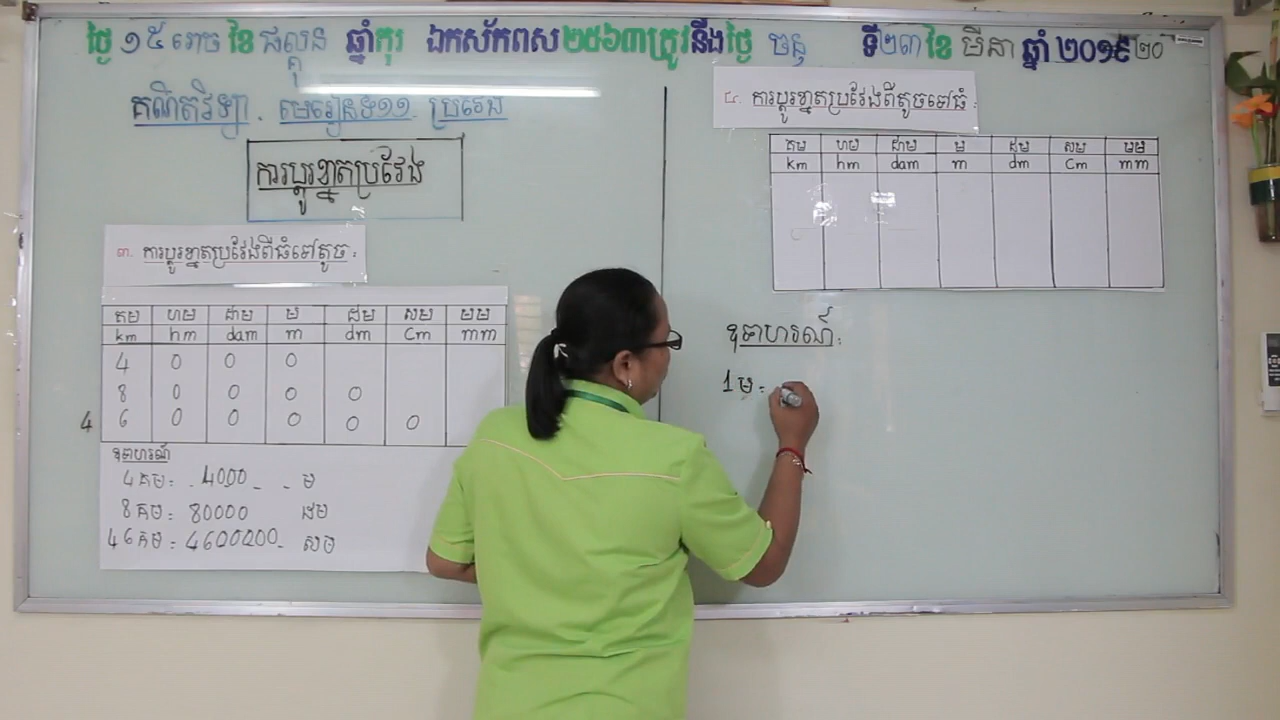 ថ្ងៃ ១៥ រោច ខែ ផល្គុន ឆ្នាំកុរ ឯកស័កពស២៥៦៣ត្រូវនឹងថ្ងៃ ចន្ទ ទី២៣ខែ មីនា ឆ្នាំ ២០១៩២០
គណិតវិទ្យា . មេរៀនទី១១ ប្រវែង
ការប្តូរខ្នាតប្រវែង
៣. ការប្តូរខ្នាតប្រវែងពីធំទៅតូច :
គម ហម ដាម ម ដម សម មម
km hm dam m dm Cm mm
4 0 0 0
8 0 0 0 0
4 6 0 0 0 0 0
ឧទាហរណ៍
4គម = 4000 ម
8គម = 80000 ដម
46គម = 4600000 សម
៤. ការប្តូរខ្នាតប្រវែងពីតូចទៅធំ :
គម ហម ដាម ម ដម សម មម
km hm dam m dm Cm mm
ឧទាហរណ៍ :
1ម =